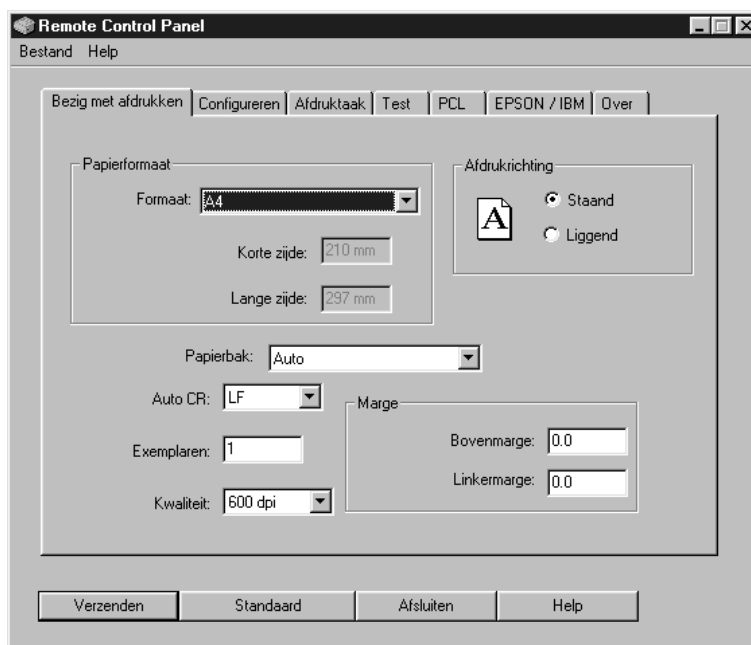 Remote Control Panel
Bestand Help
Bezig met afdrukken Configureren Afdruktaak Test PCL EPSON / IBM Over
Papierformaat
Formaat: A4
Korte zijde: 210 mm
Lange zijde: 297 mm
Afdrukrichting
A
Staand
Liggend
Papierbak: Auto
Auto CR: LF
Exemplaren: 1
Kwaliteit: 600 dpi
Marge
Bovenmarge: 0.0
Linkermarge: 0.0
Verzenden Standaard Afsluiten Help